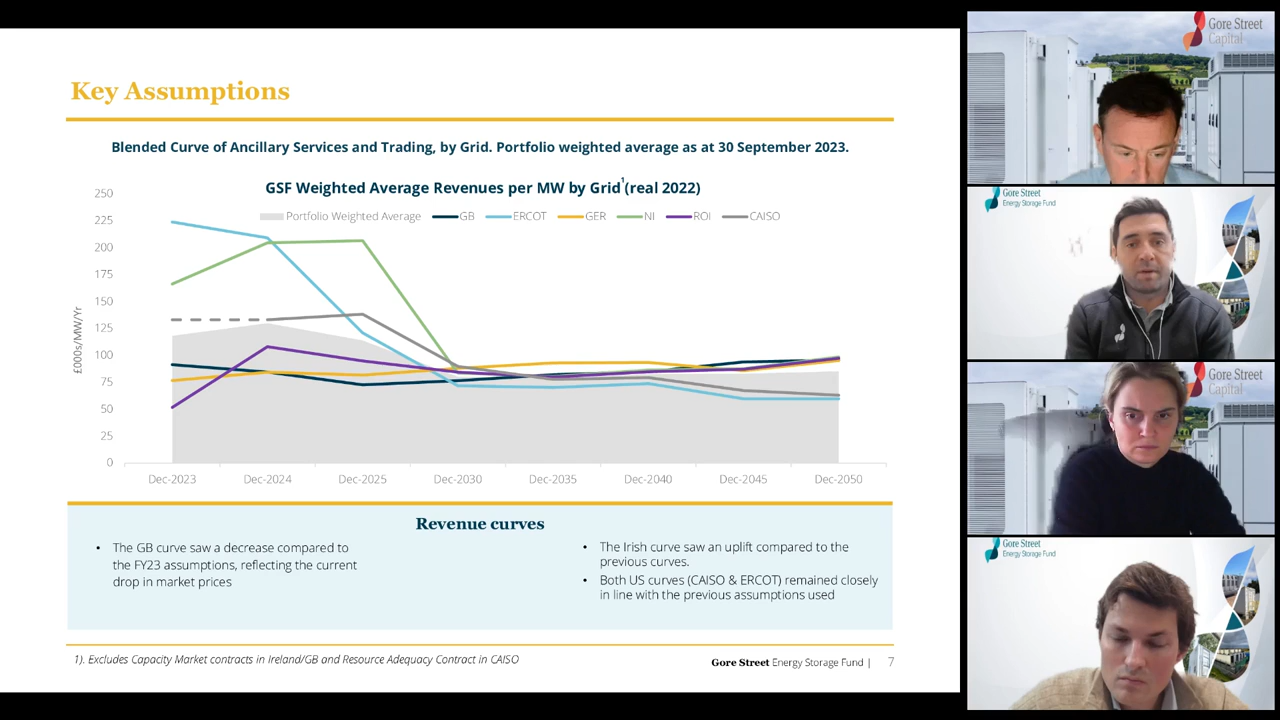 Key Assumptions
Blended Curve of Ancillary Services and Trading, by Grid. Portfolio weighted average as at 30 September 2023.
GSF Weighted Average Revenues per MW by Grid¹(real 2022)
Portfolio Weighted Average GB ERCOT GER NI ROI CAISO
250
225
200
175
150
125
100
75
50
25
0
£000s/MW/Yr
Dec-2023 Dec-2024 Dec-2025 Dec-2030 Dec-2035 Dec-2040 Dec-2045 Dec-2050
Revenue curves
• The GB curve saw a decrease compared to
the FY23 assumptions, reflecting the current
drop in market prices
• The Irish curve saw an uplift compared to the
previous curves.
• Both US curves (CAISO & ERCOT) remained closely
in line with the previous assumptions used
1). Excludes Capacity Market contracts in Ireland/GB and Resource Adequacy Contract in CAISO
Gore Street Energy Storage Fund | 7
Gore Street
Capital
Gore Street
Energy Storage Fund
Gore Street
Capital
Gore Street
Energy Storage Fund